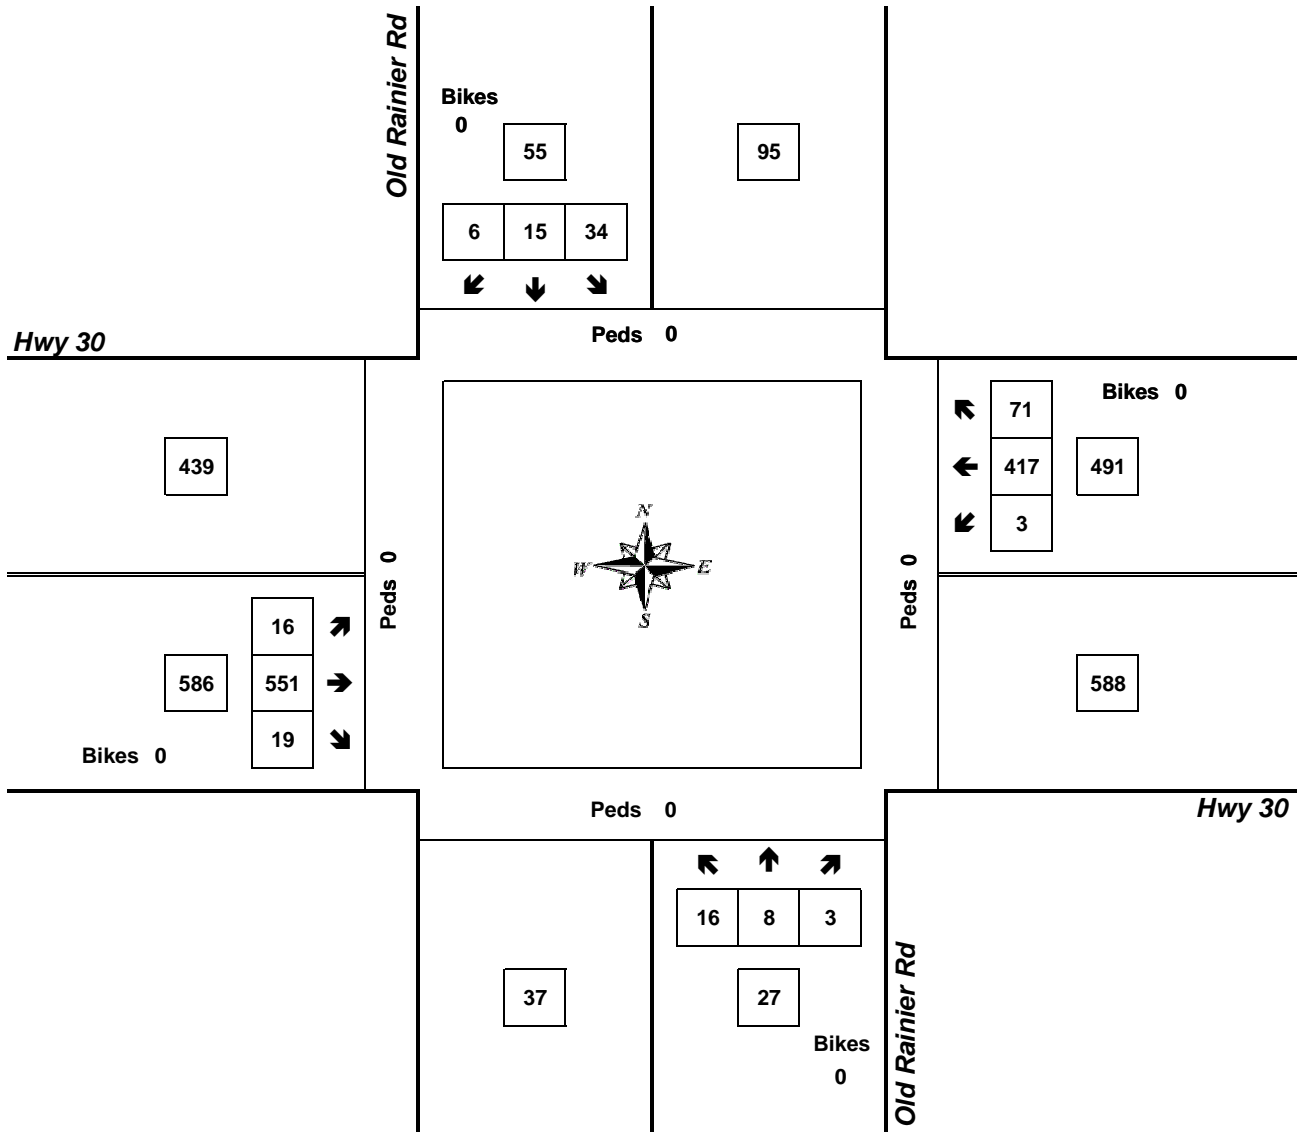 Old Rainier Rd
Bikes
0
55
95
6 15 34
Peds 0
Hwy 30
71
Bikes 0
439
417
491
3
N
W E
S
Peds 0
Peds 0
16
586
551
588
19
Bikes 0
Peds 0
Hwy 30
16 8 3
37
27
Bikes
0
Old Rainier Rd